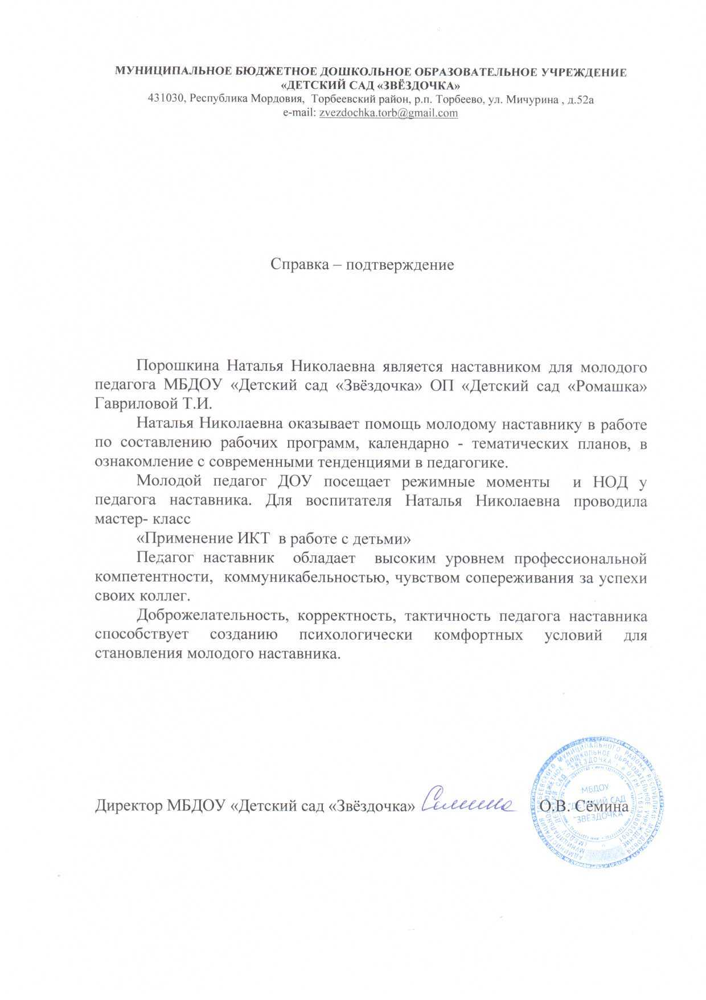 МУНИЦИПАЛЬНОЕ БЮДЖЕТНОЕ ДОШКОЛЬНОЕ ОБРАЗОВАТЕЛЬНОЕ УЧРЕЖДЕНИЕ
«ДЕТСКИЙ САД «ЗВЁЗДОЧКА»
431030, Республика Мордовия, Торбеевский район, р.п. Торбеево, ул. Мичурина , д.52а
e-mail: zvezdochka.torb@gmail.com
Справка – подтверждение
Порошкина Наталья Николаевна является наставником для молодого
педагога МБДОУ «Детский сад «Звёздочка» ОП «Детский сад «Ромашка»
Гавриловой Т.И.
Наталья Николаевна оказывает помощь молодому наставнику в работе
по составлению рабочих программ, календарно - тематических планов, в
ознакомление с современными тенденциями в педагогике.
Молодой педагог ДОУ посещает режимные моменты и НОД у
педагога наставника. Для воспитателя Наталья Николаевна проводила
мастер- класс
«Применение ИКТ в работе с детьми»
Педагог наставник обладает высоким уровнем профессиональной
компетентности, коммуникабельностью, чувством сопереживания за успехи
своих коллег.
Доброжелательность, корректность, тактичность педагога наставника
способствует созданию психологически комфортных условий для
становления молодого наставника.
Директор МБДОУ «Детский сад «Звёздочка» О.В. Сёмина
МБДОУ
"ДЕТСКИЙ САД
"ЗВЁЗДОЧКА"